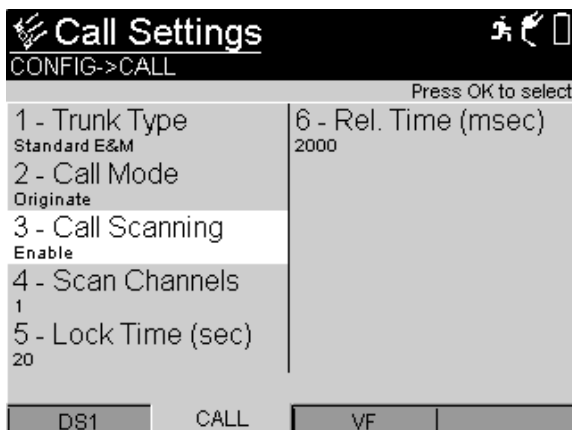 Call Settings
CONFIG->CALL
Press OK to select
1 - Trunk Type
Standard E&M
2 - Call Mode
Originate
3 - Call Scanning
Enable
4 - Scan Channels
1
5 - Lock Time (sec)
20
6 - Rel. Time (msec)
2000
DS1 CALL VF